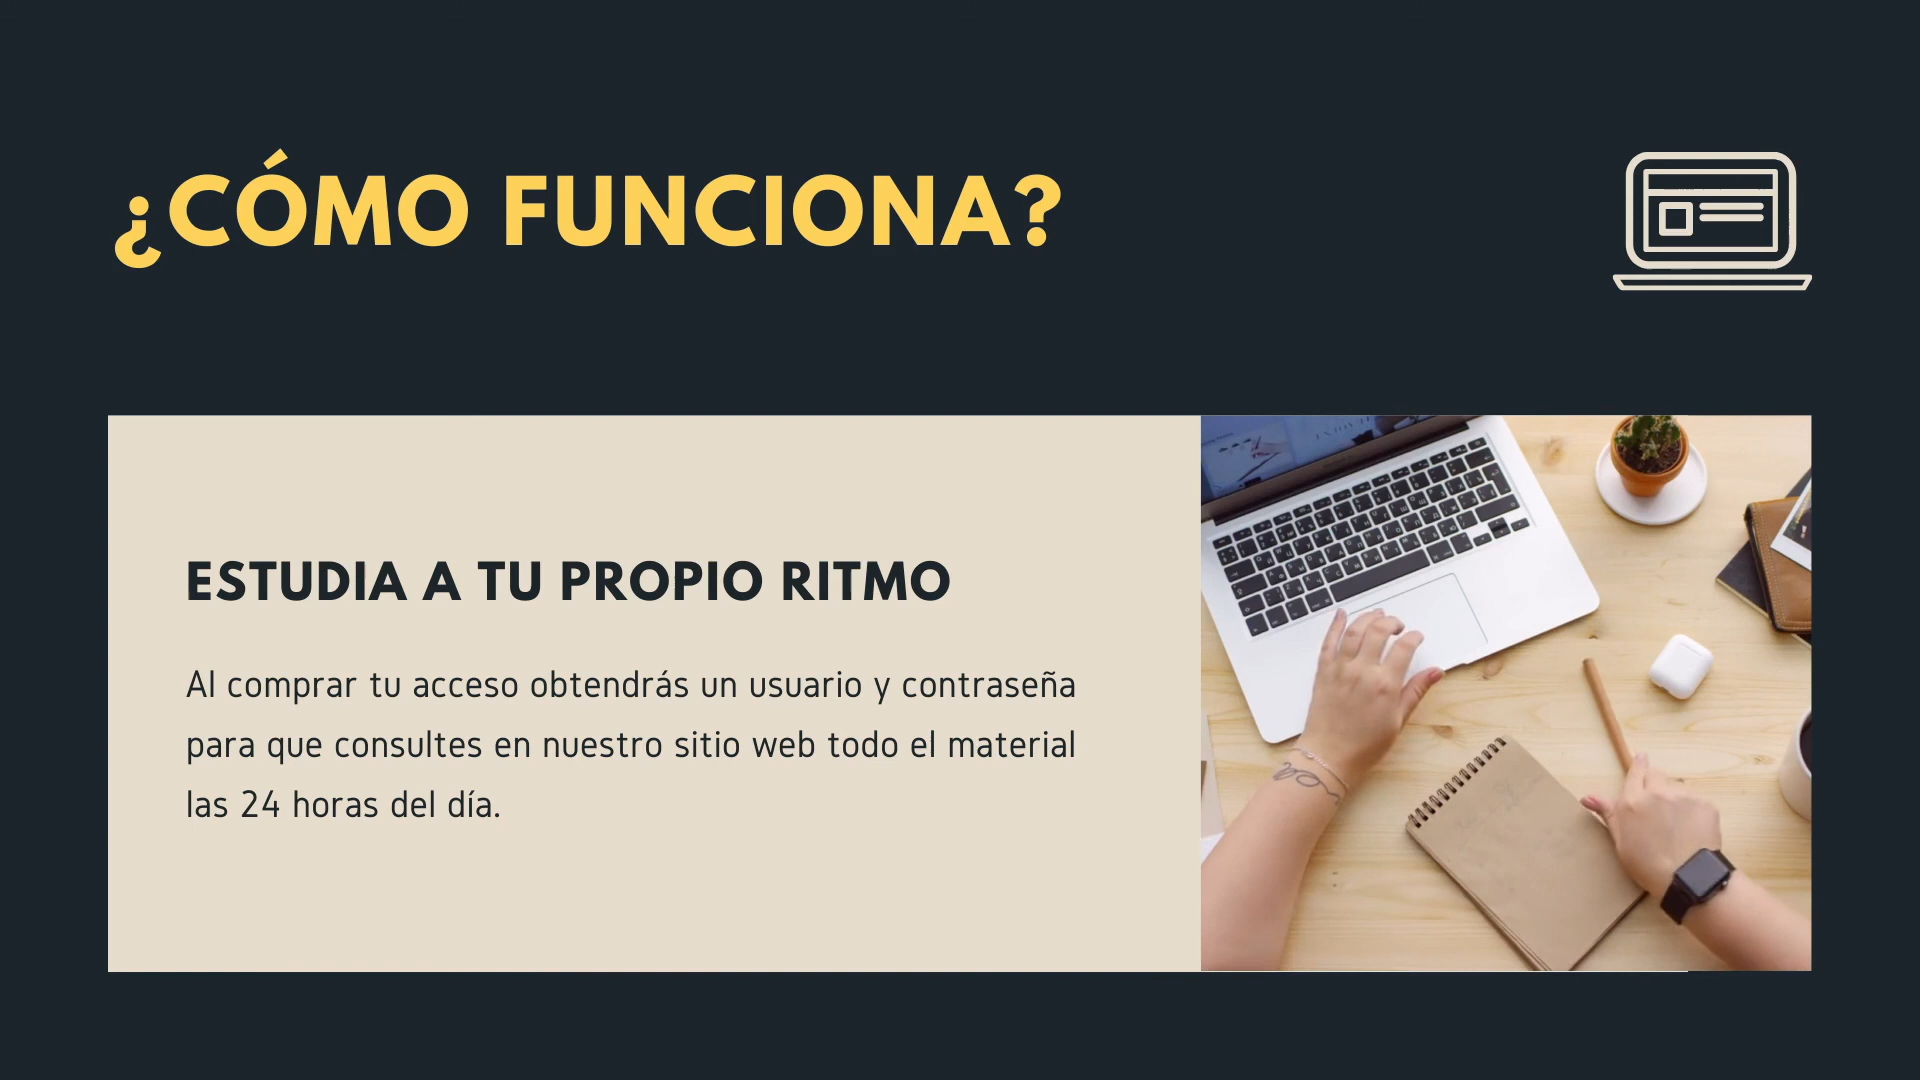 ¿CÓMO FUNCIONA?
ESTUDIA A TU PROPIO RITMO
Al comprar tu acceso obtendrás un usuario y contraseña
para que consultes en nuestro sitio web todo el material
las 24 horas del día.